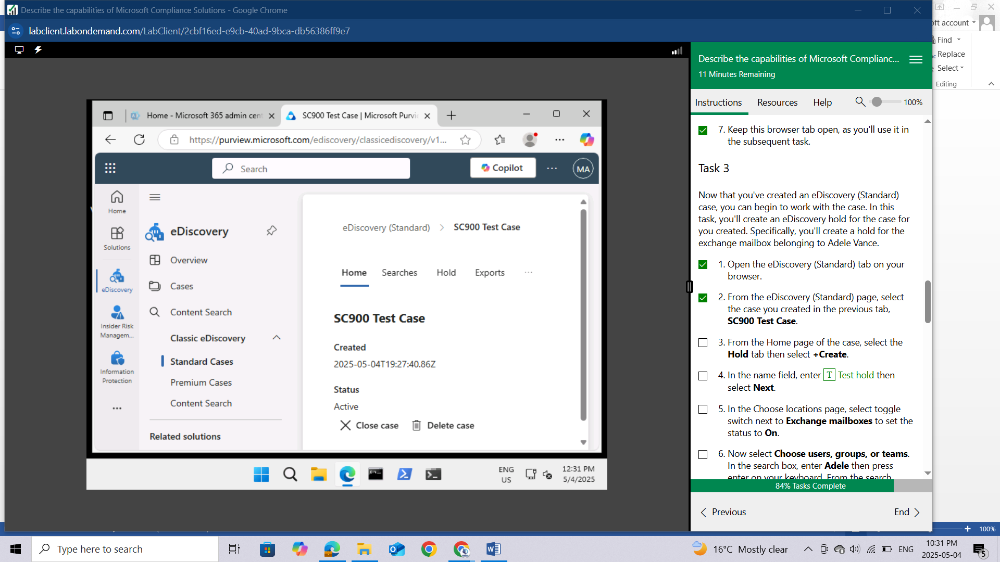 Describe the capabilities of Microsoft Compliance Solutions - Google Chrome
labclient.labondemand.com/LabClient/2cbf16ed-e9cb-40ad-9bca-db56386ff9e7
Home - Microsoft 365 admin cent
SC900 Test Case | Microsoft Purvie
https://purview.microsoft.com/ediscovery/classicediscovery/v1...
Search
Copilot
MA
Home
Solutions
eDiscovery
Insider Risk
Managem...
Information
Protection
eDiscovery
Overview
Cases
Content Search
Classic eDiscovery
Standard Cases
Premium Cases
Content Search
Related solutions
eDiscovery (Standard) > SC900 Test Case
Home Searches Hold Exports ...
SC900 Test Case
Created
2025-05-04T19:27:40.86Z
Status
Active
Close case Delete case
ENG
US
12:31 PM
5/4/2025
Describe the capabilities of Microsoft Complianc...
11 Minutes Remaining
Instructions Resources Help 100%
7. Keep this browser tab open, as you'll use it in
the subsequent task.
Task 3
Now that you've created an eDiscovery (Standard)
case, you can begin to work with the case. In this
task, you'll create an eDiscovery hold for the case for
you created. Specifically, you'll create a hold for the
exchange mailbox belonging to Adele Vance.
1. Open the eDiscovery (Standard) tab on your
browser.
2. From the eDiscovery (Standard) page, select
the case you created in the previous tab,
SC900 Test Case.
3. From the Home page of the case, select the
Hold tab then select +Create.
4. In the name field, enter T Test hold then
select Next.
5. In the Choose locations page, select toggle
switch next to Exchange mailboxes to set the
status to On.
6. Now select Choose users, groups, or teams.
In the search box, enter Adele then press
enter on your keyboard. From the search
84% Tasks Complete
Previous
End
oft account
Find
Replace
Select
Editing
100%
Type here to search
16°C Mostly clear
ENG
10:31 PM
2025-05-04
5